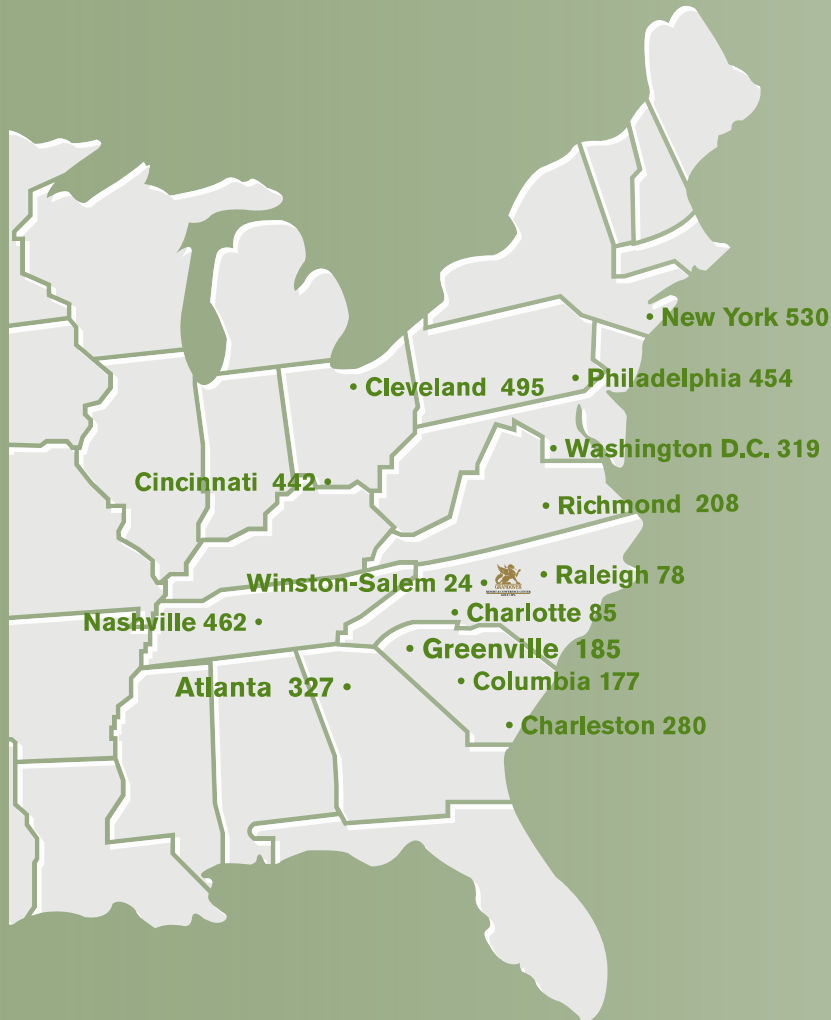 New York 530
Philadelphia 454
Cleveland 495
Washington D.C. 319
Cincinnati 442
Richmond 208
Raleigh 78
Winston-Salem 24
Charlotte 85
Nashville 462
Greenville 185
Columbia 177
Atlanta 327
Charleston 280